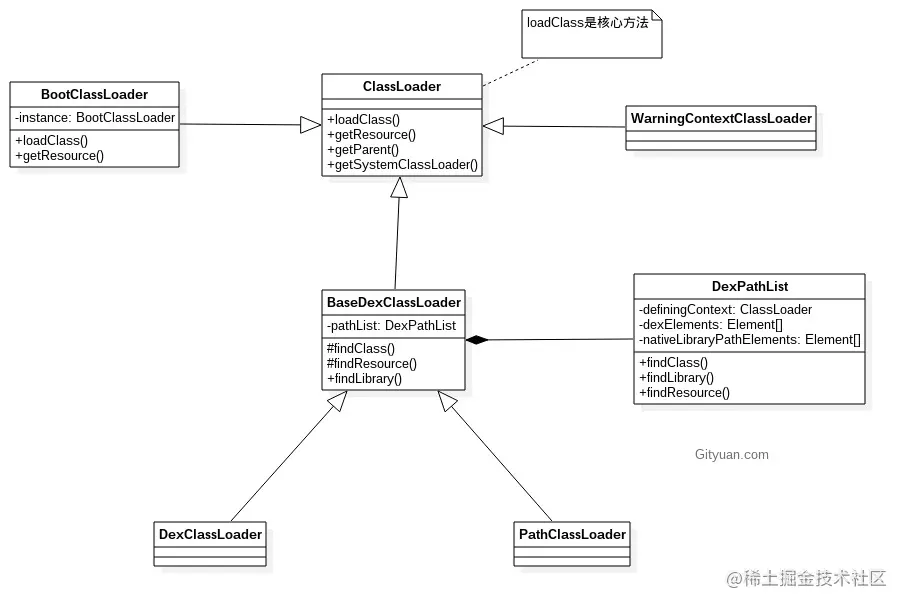 loadClass是核心方法
BootClassLoader
-instance: BootClassLoader
+loadClass()
+getResource()
ClassLoader
+loadClass()
+getResource()
+getParent()
+getSystemClassLoader()
WarningContextClassLoader
BaseDexClassLoader
-pathList: DexPathList
#findClass()
#findResource()
+findLibrary()
DexPathList
-definingContext: ClassLoader
-dexElements: Element[]
-nativeLibraryPathElements: Element[]
+findClass()
+findLibrary()
+findResource()
Gityuan.com
DexClassLoader
PathClassLoader
@稀土掘金技术社区